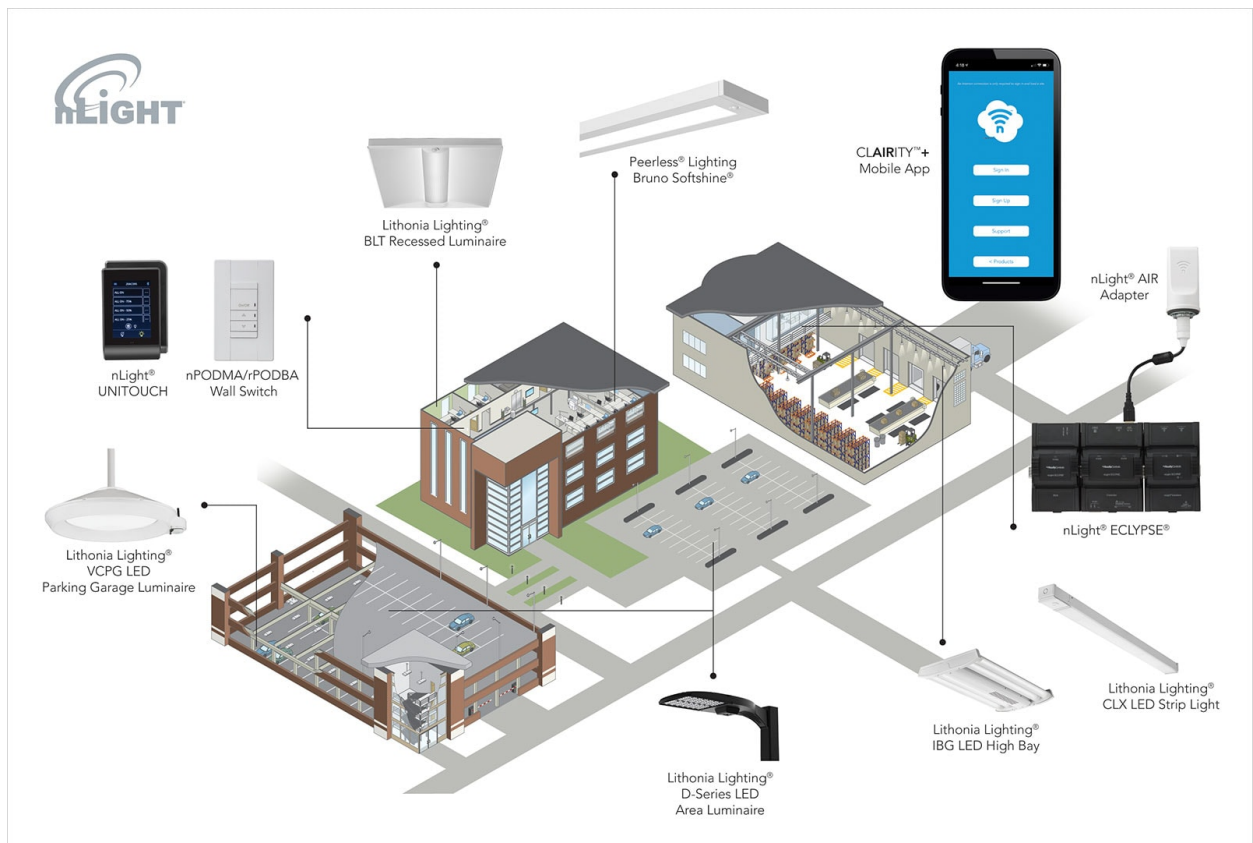 nLIGHT
Peerless® Lighting
Bruno Softshine®
CLAIRITY™+
Mobile App
Sign In
Sign Up
Support
< Products
Lithonia Lighting®
BLT Recessed Luminaire
nLight® AIR
Adapter
nLight®
UNITOUCH
nPODMA/rPODBA
Wall Switch
nLight® ECLYPSE®
Lithonia Lighting®
VCPG LED
Parking Garage Luminaire
Lithonia Lighting®
CLX LED Strip Light
Lithonia Lighting®
IBG LED High Bay
Lithonia Lighting®
D-Series LED
Area Luminaire